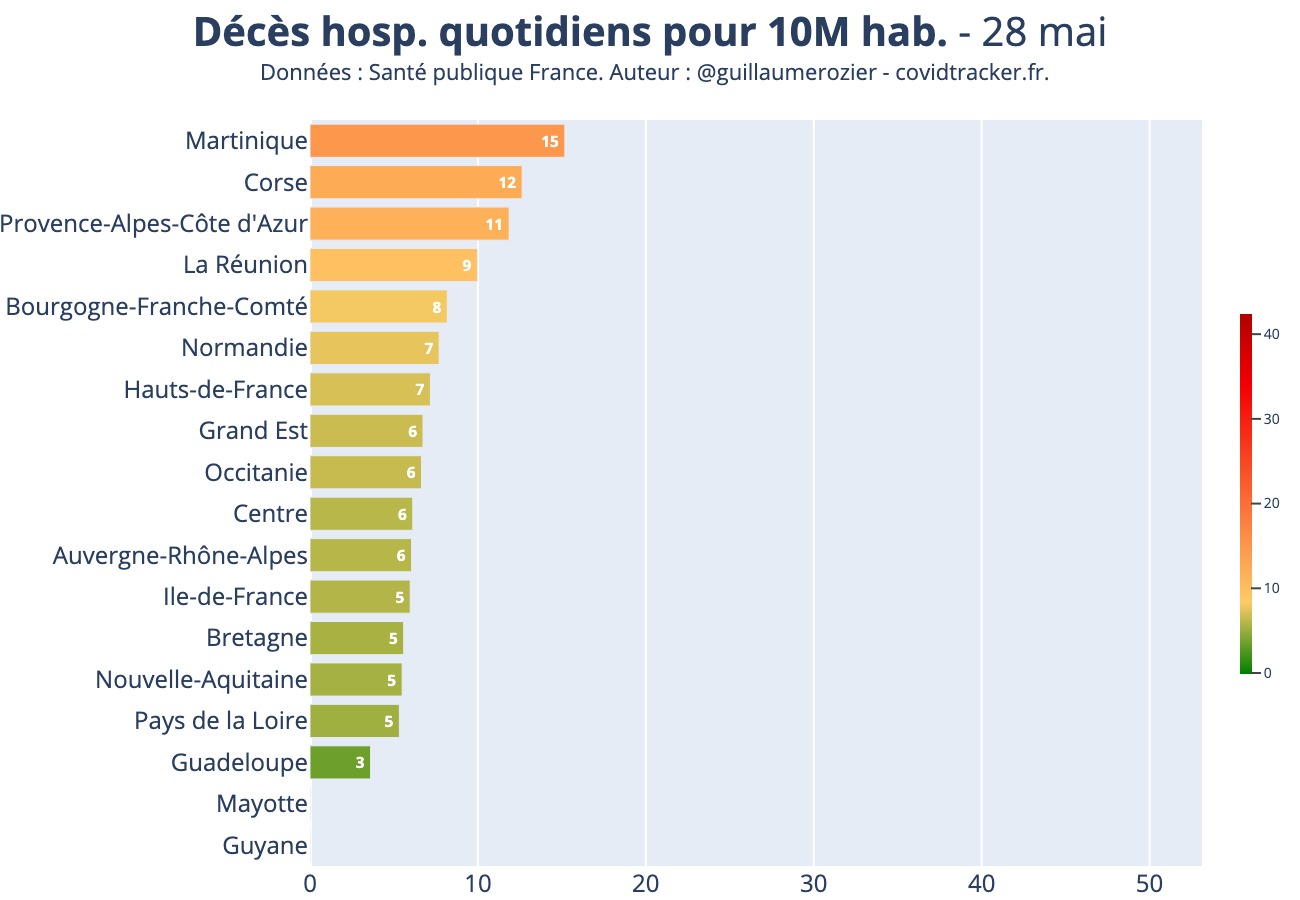 Décès hosp. quotidiens pour 10M hab. - 28 mai
Données : Santé publique France. Auteur : @guillaumerozier - covidtracker.fr.
Martinique 15
Corse 12
Provence-Alpes-Côte d'Azur 11
La Réunion 9
Bourgogne-Franche-Comté 8
Normandie 7
Hauts-de-France 7
Grand Est 6
Occitanie 6
Centre 6
Auvergne-Rhône-Alpes 6
Ile-de-France 5
Bretagne 5
Nouvelle-Aquitaine 5
Pays de la Loire 5
Guadeloupe 3
Mayotte
Guyane
0 10 20 30 40 50
40
30
20
10
0